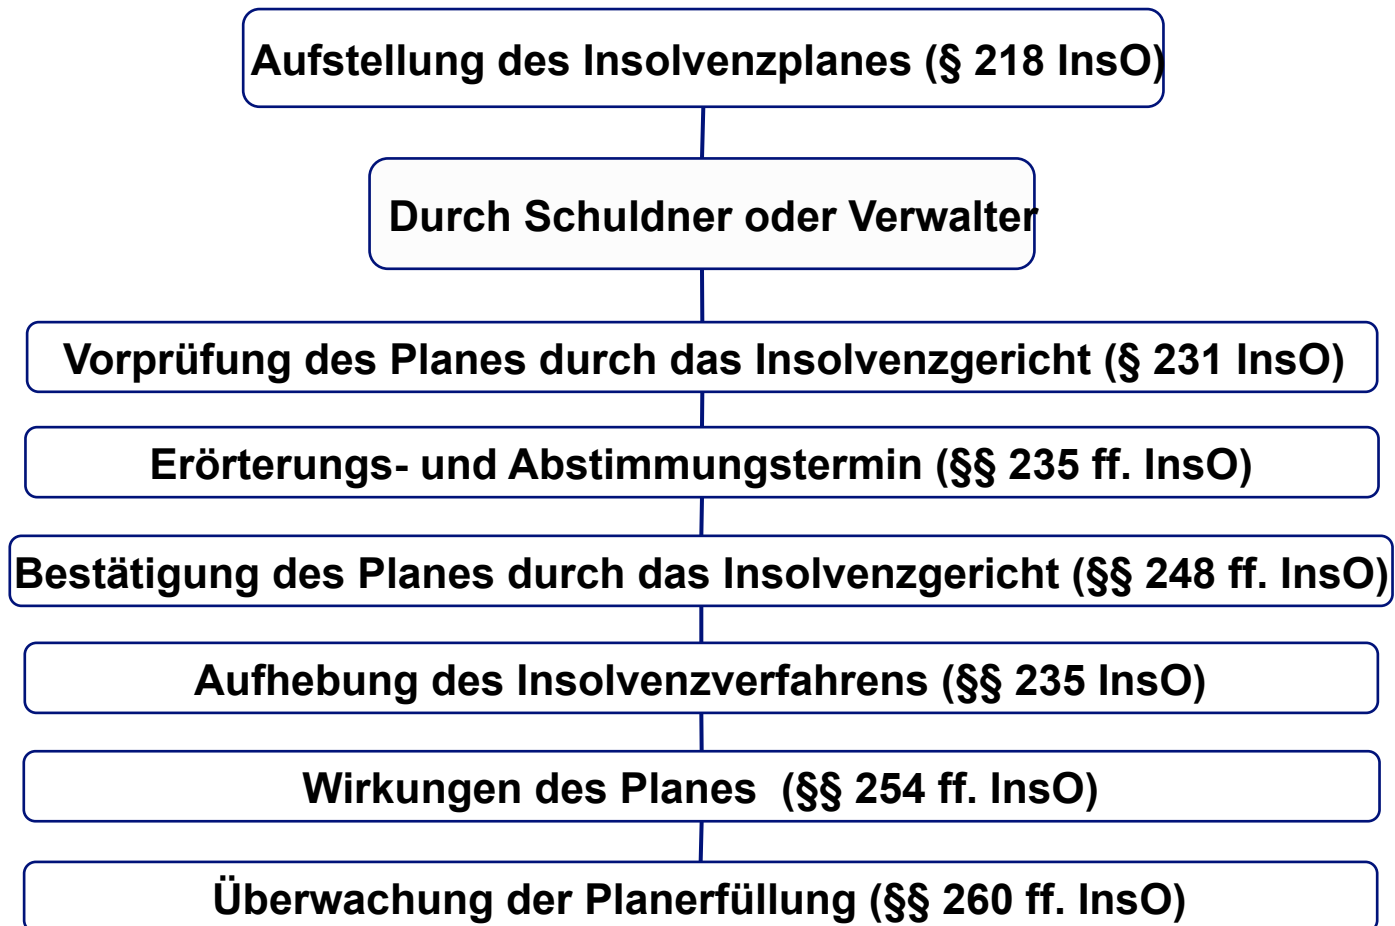 Aufstellung des Insolvenzplanes (§ 218 InsO)
Durch Schuldner oder Verwalter
Vorprüfung des Planes durch das Insolvenzgericht (§ 231 InsO)
Erörterungs- und Abstimmungstermin (§§ 235 ff. InsO)
Bestätigung des Planes durch das Insolvenzgericht (§§ 248 ff. InsO)
Aufhebung des Insolvenzverfahrens (§§ 235 InsO)
Wirkungen des Planes  (§§ 254 ff. InsO)
Überwachung der Planerfüllung (§§ 260 ff. InsO)